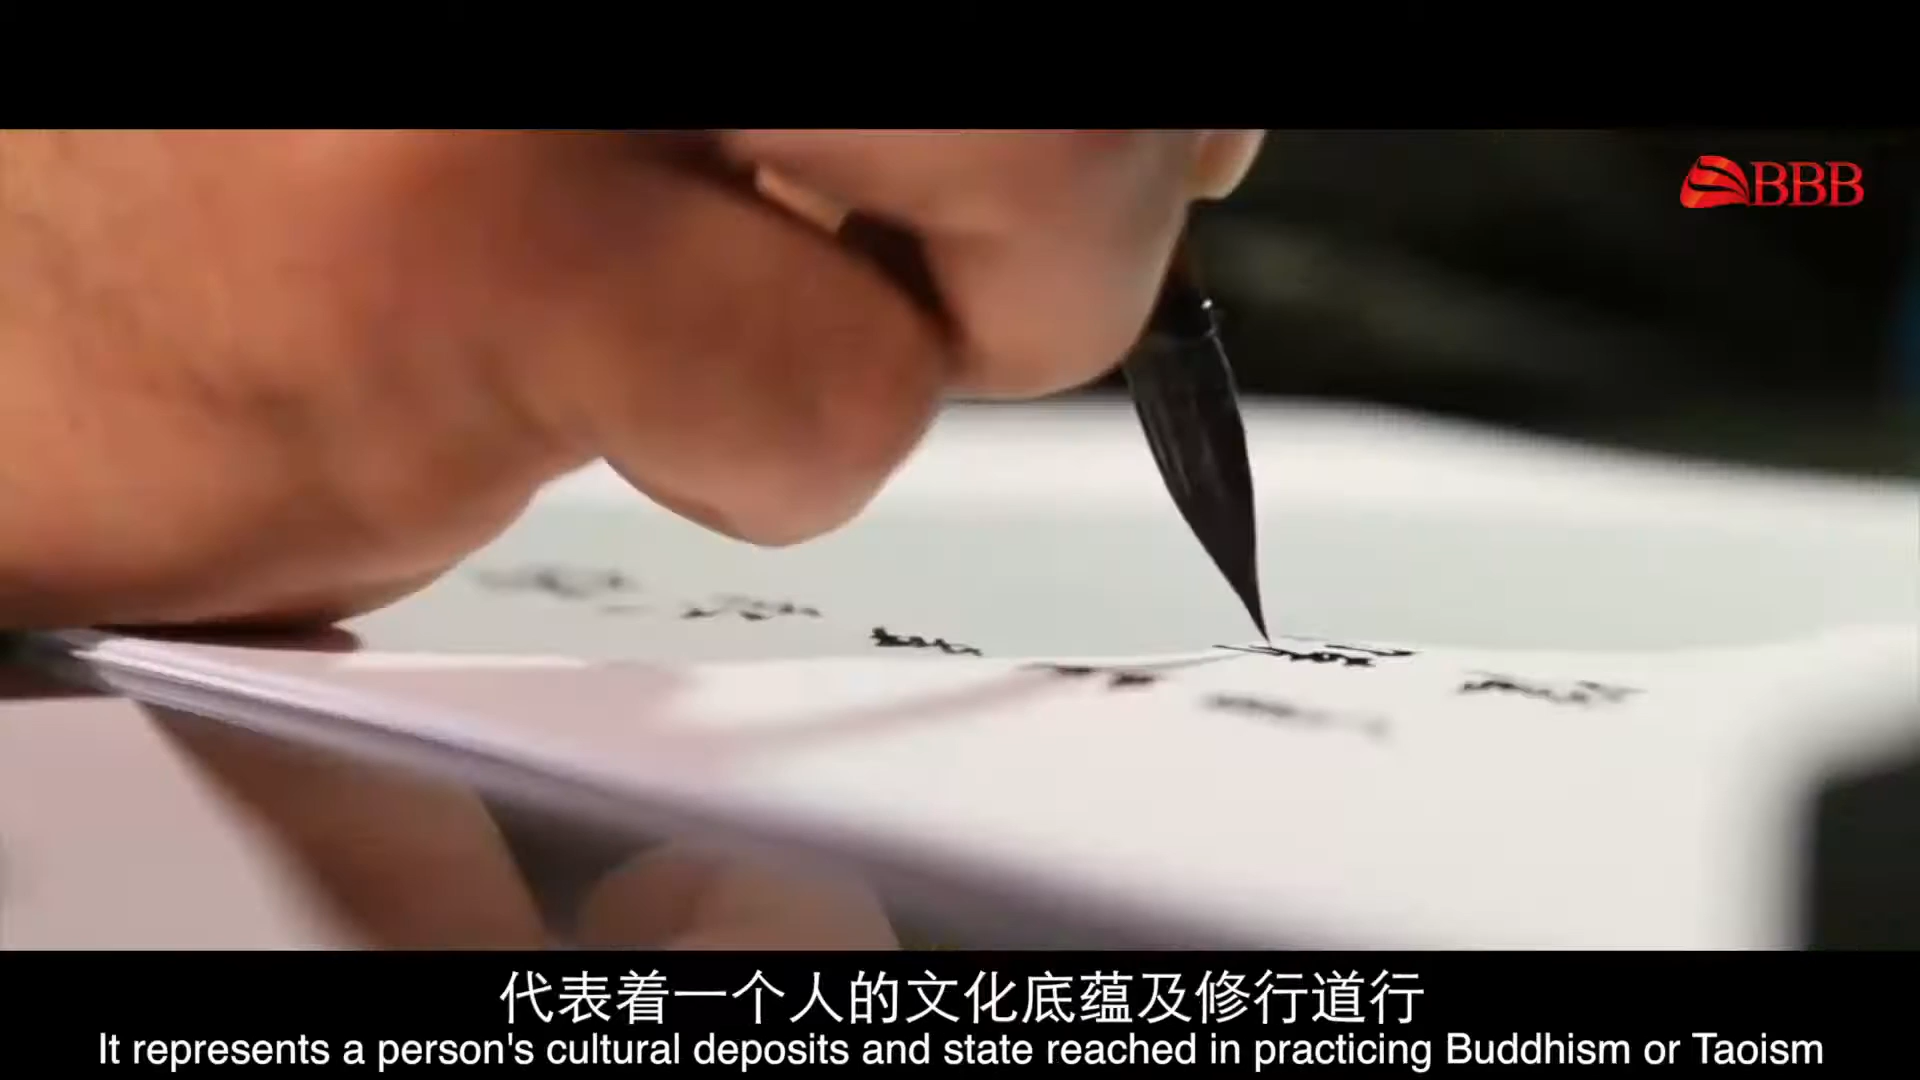 BBB
代表着一个人的文化底蕴及修行道行
It represents a person's cultural deposits and state reached in practicing Buddhism or Taoism